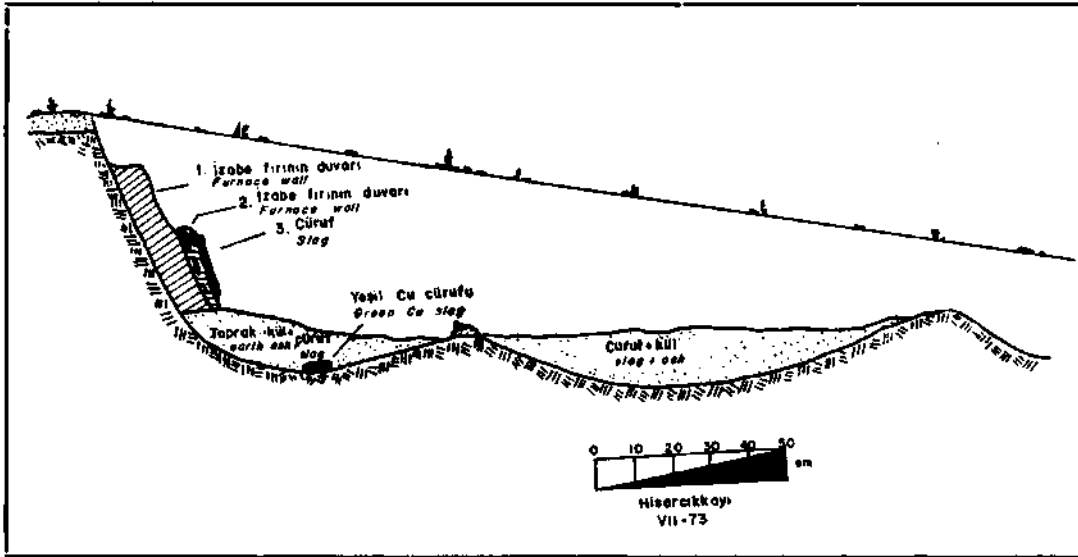 1. İzabe fırının duvarı
Furnace wall
2. İzabe fırının duvarı
Furnace wall
3. Cüruf
Slag
Yeşil Cu cürufu
Green Cu slag
Toprak+kül+cüruf
earth ash slag
Cüruf+kül
slag + ash
0 10 20 30 40 50
cm
Hisarcıkkayı
VII-73